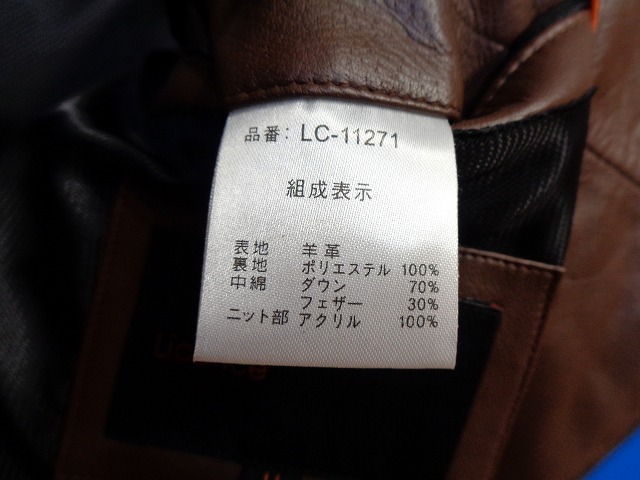 品番: LC-11271
組成表示
表地 羊革
裏地 ポリエステル 100%
中綿 ダウン 70%
フェザー 30%
ニット部 アクリル 100%